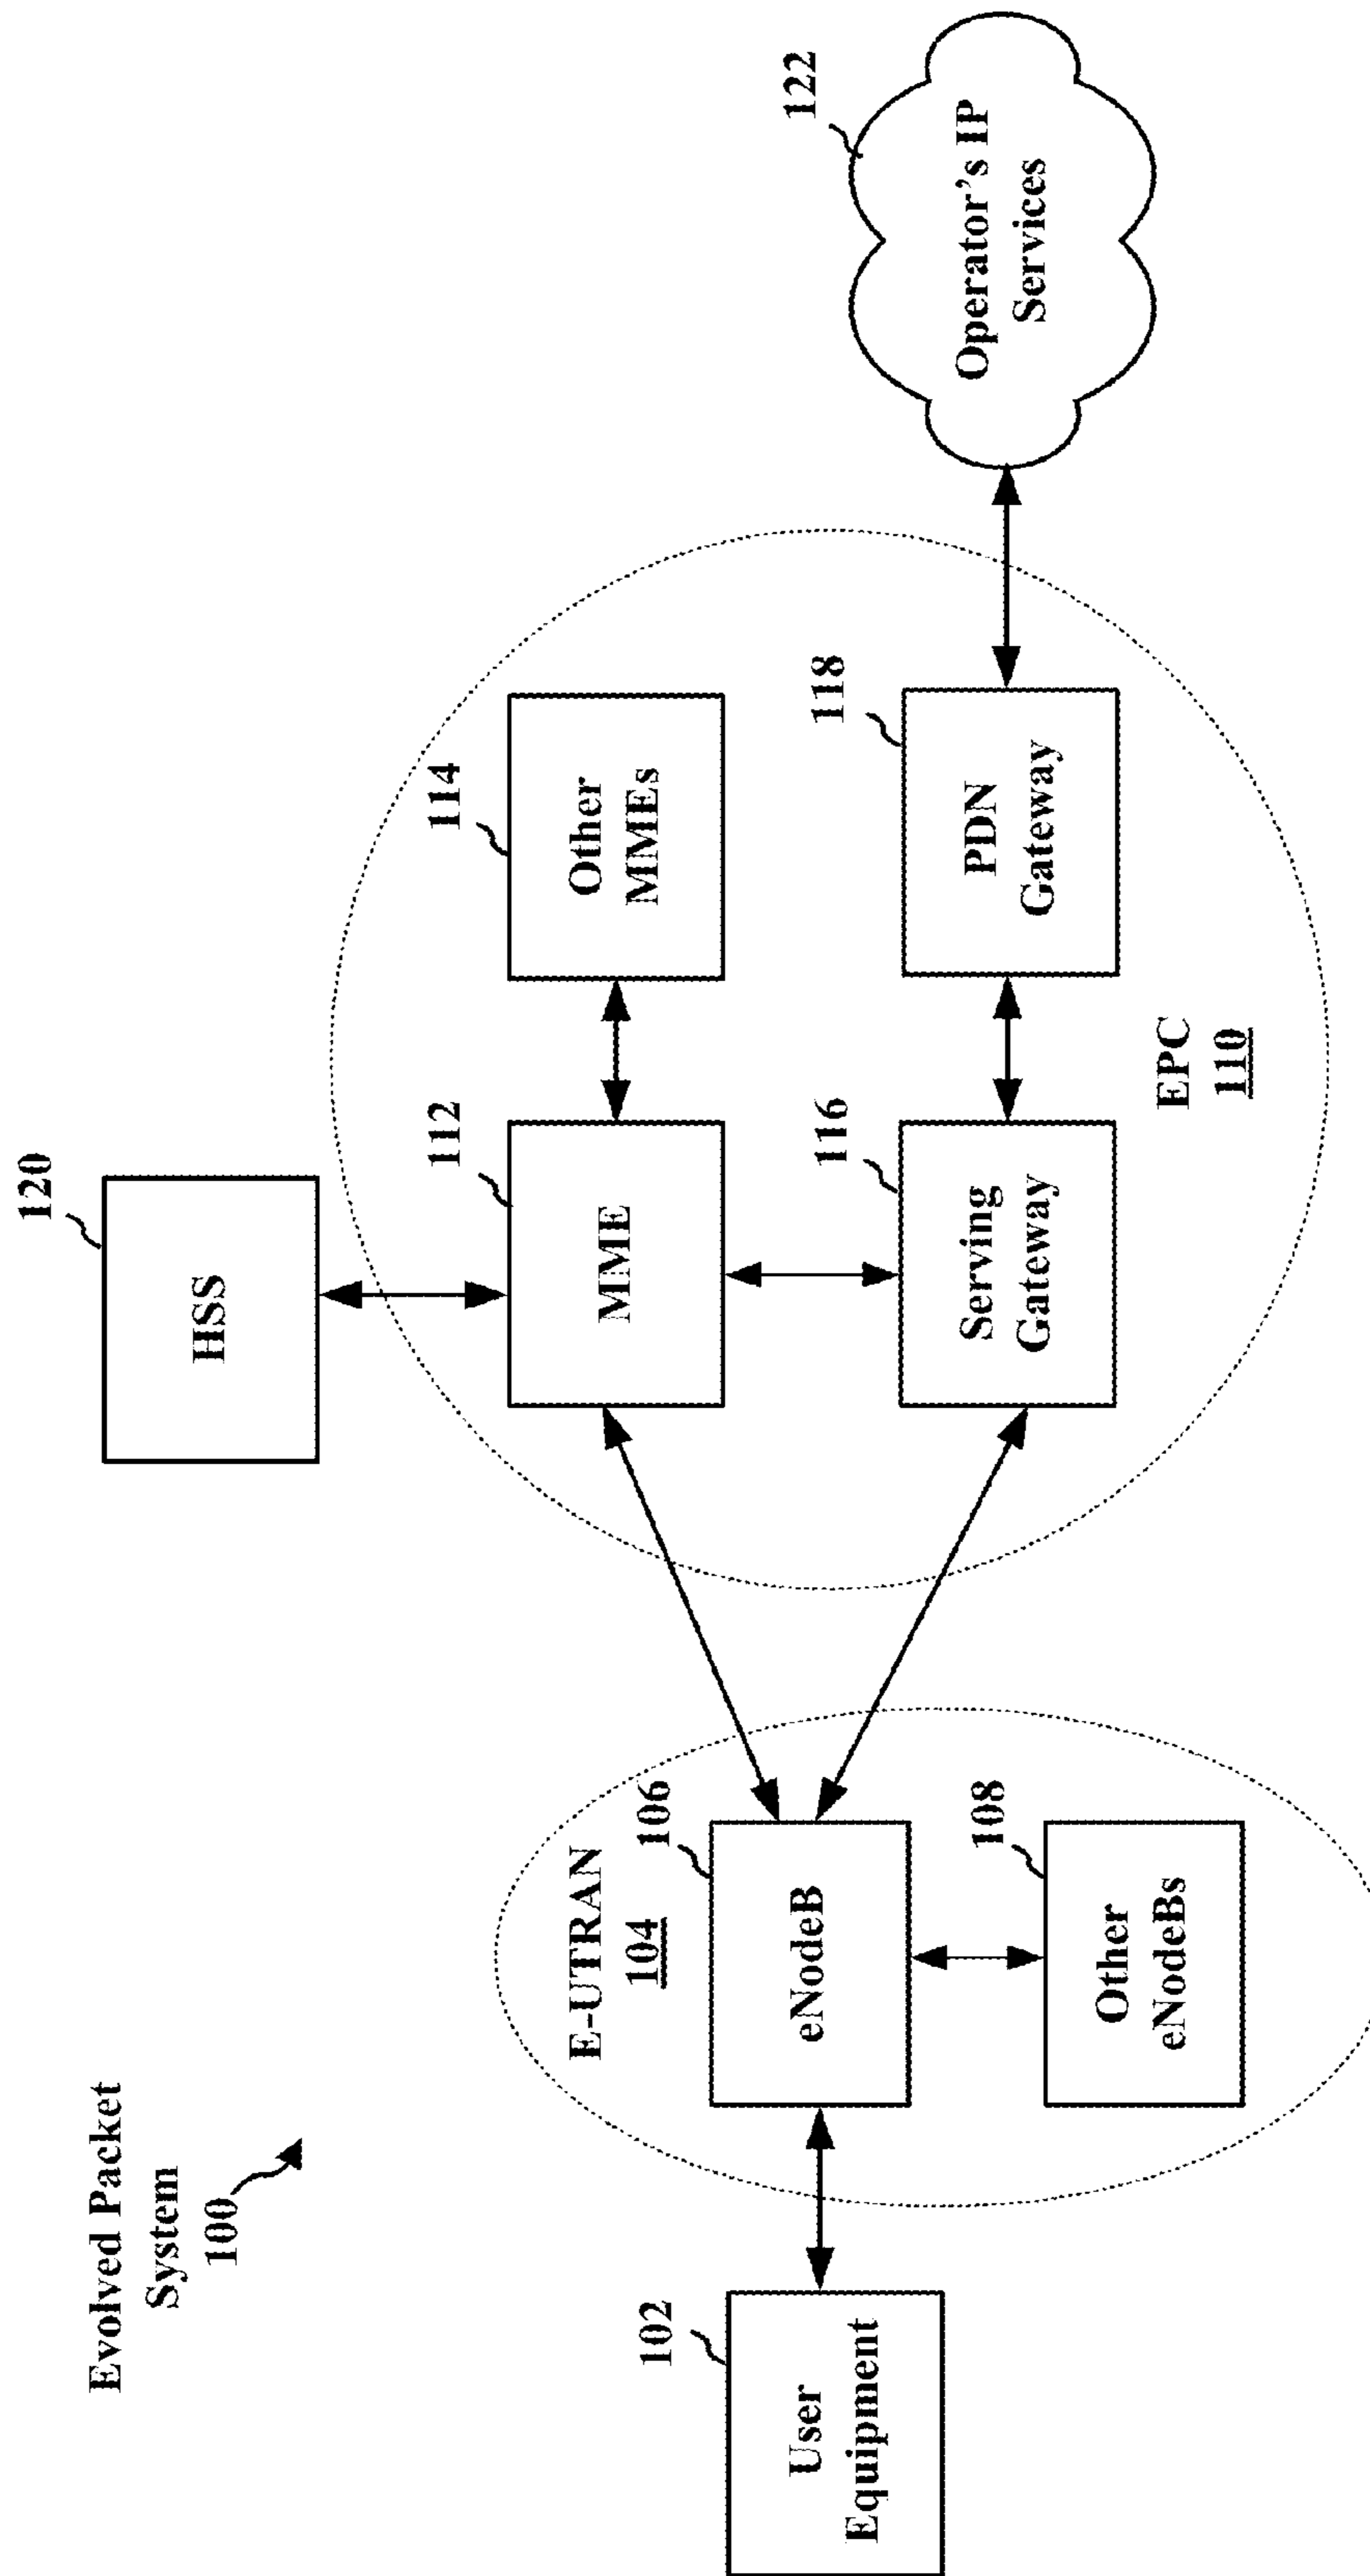 Evolved Packet
System
100
HSS
120
E-UTRAN
104
106
MME
112
Other
MMEs
114
User
Equipment
102
eNodeB
Other
eNodeBs
108
Serving
Gateway
116
PDN
Gateway
118
EPC
110
Operator's IP
Services
122